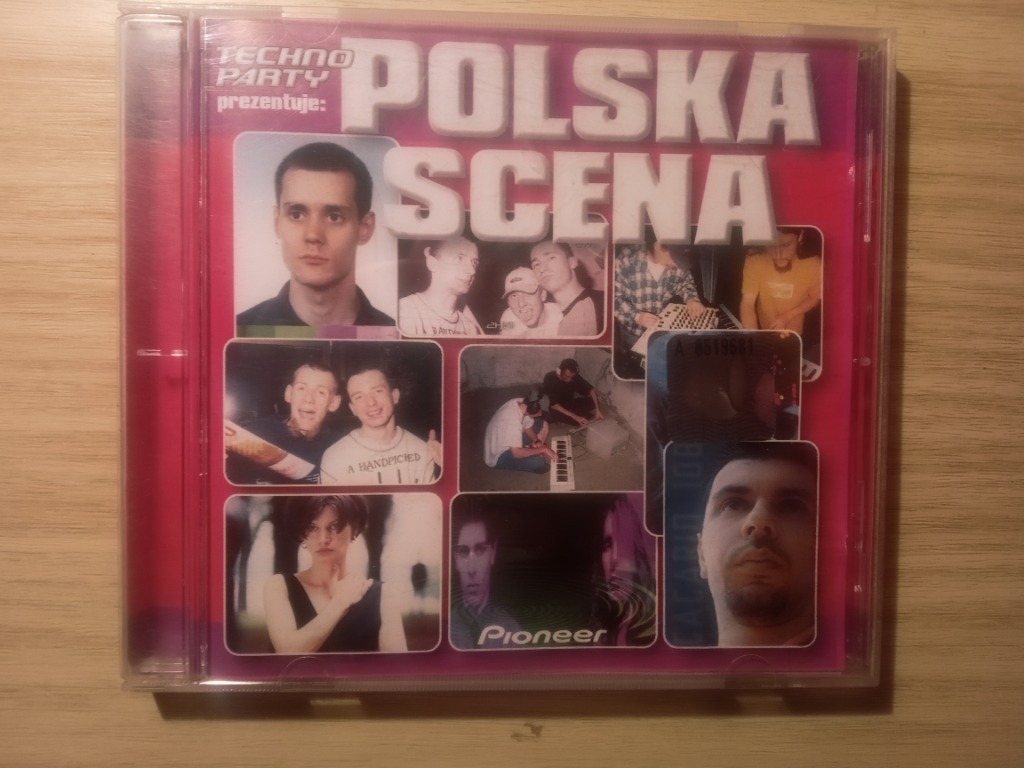 TECHNO
PARTY
prezentuje:
POLSKA
SCENA
A 0519681
A HANDPICKED
Pioneer